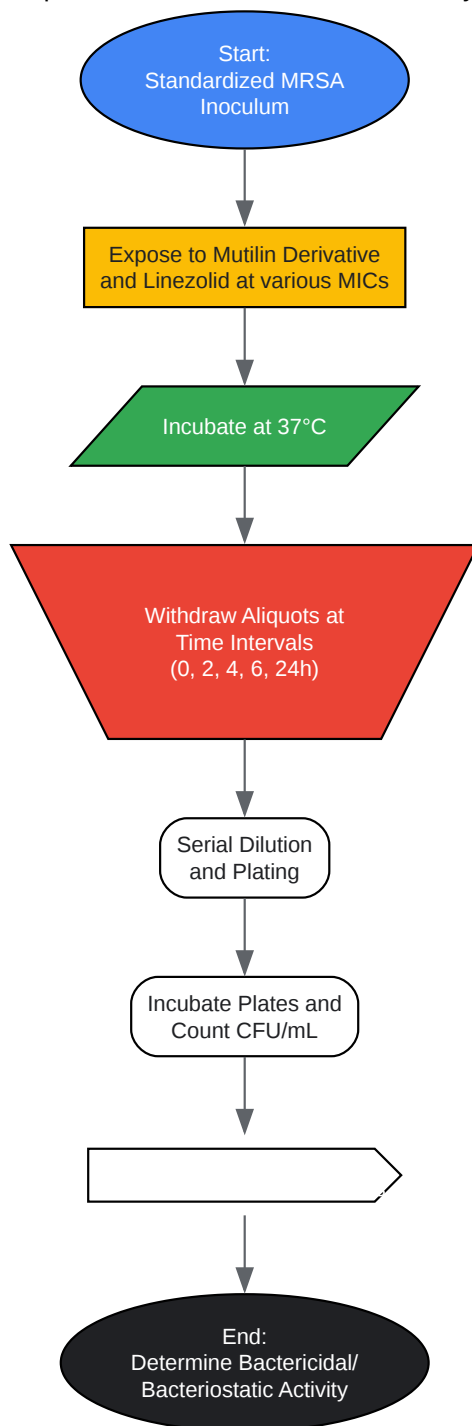 Start:
Standardized MRSA
Inoculum
Expose to Mutilin Derivative
and Linezolid at various MICs
Incubate at 37°C
Withdraw Aliquots at
Time Intervals
(0, 2, 4, 6, 24h)
Serial Dilution
and Plating
Incubate Plates and
Count CFU/mL
End:
Determine Bactericidal/
Bacteriostatic Activity